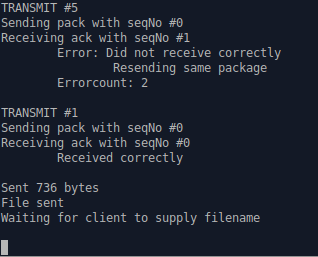 TRANSMIT #5
Sending pack with seqNo #0
Receiving ack with seqNo #1
Error: Did not receive correctly
Resending same package
Errorcount: 2
TRANSMIT #1
Sending pack with seqNo #0
Receiving ack with seqNo #0
Received correctly
Sent 736 bytes
File sent
Waiting for client to supply filename